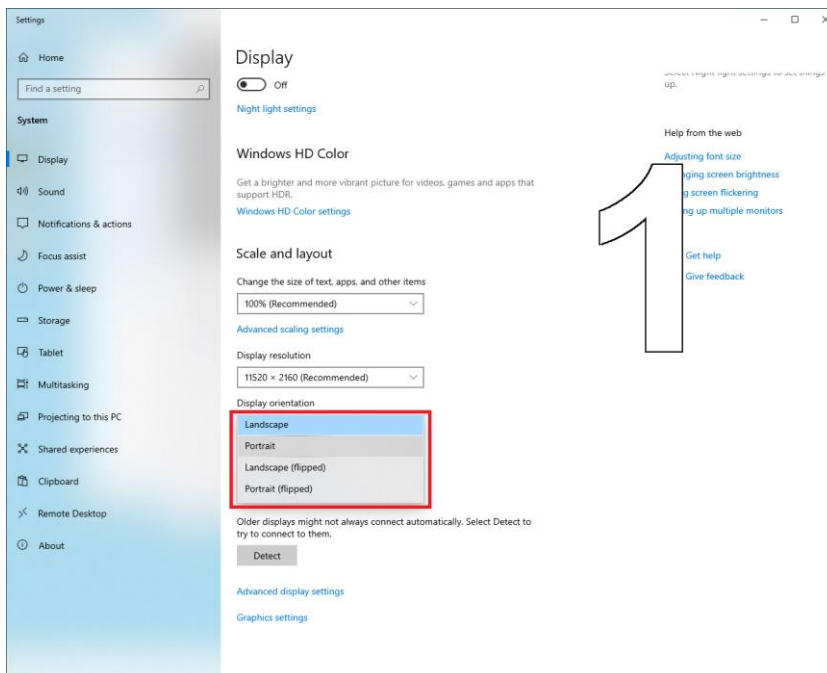 Settings
Home
Find a setting
System
Display
Sound
Notifications & actions
Focus assist
Power & sleep
Storage
Tablet
Multitasking
Projecting to this PC
Shared experiences
Clipboard
Remote Desktop
About
Display
Off
Night light settings
Windows HD Color
Get a brighter and more vibrant picture for videos, games and apps that
support HDR.
Windows HD Color settings
Scale and layout
Change the size of text, apps, and other items
100% (Recommended)
Advanced scaling settings
Display resolution
11520 × 2160 (Recommended)
Display orientation
Landscape
Portrait
Landscape (flipped)
Portrait (flipped)
Older displays might not always connect automatically. Select Detect to
try to connect to them.
Detect
Advanced display settings
Graphics settings
up.
Help from the web
Adjusting font size
screen brightness
screen flickering
up multiple monitors
Get help
Give feedback
1